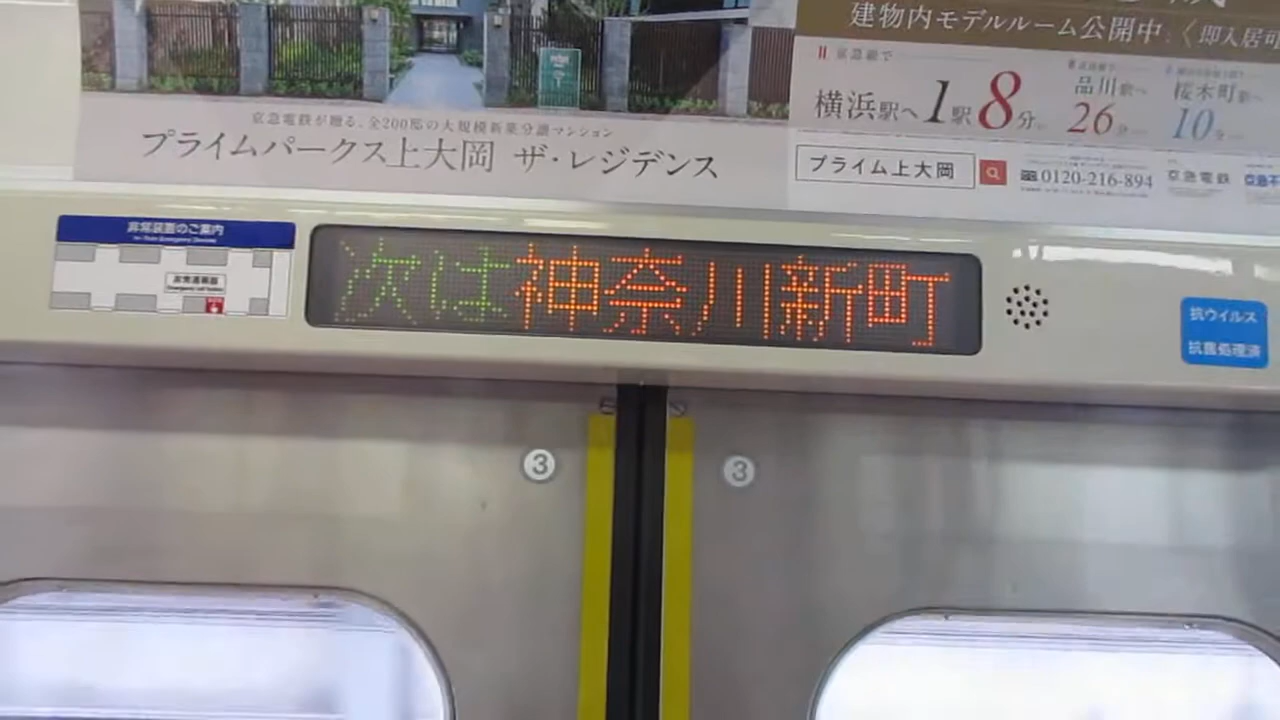 建物内モデルルーム公開中
京急線で
横浜駅へ1駅8分
品川駅へ
26分
桜木町駅へ
10分
京急電鉄が贈る、全200邸の大規模新築分譲マンション
プライムパークス上大岡 ザ・レジデンス
プライム上大岡
0120-216-894
京急電鉄
非常装置のご案内
非常通報器
次は神奈川新町
抗ウイルス
抗菌処理済
3
3